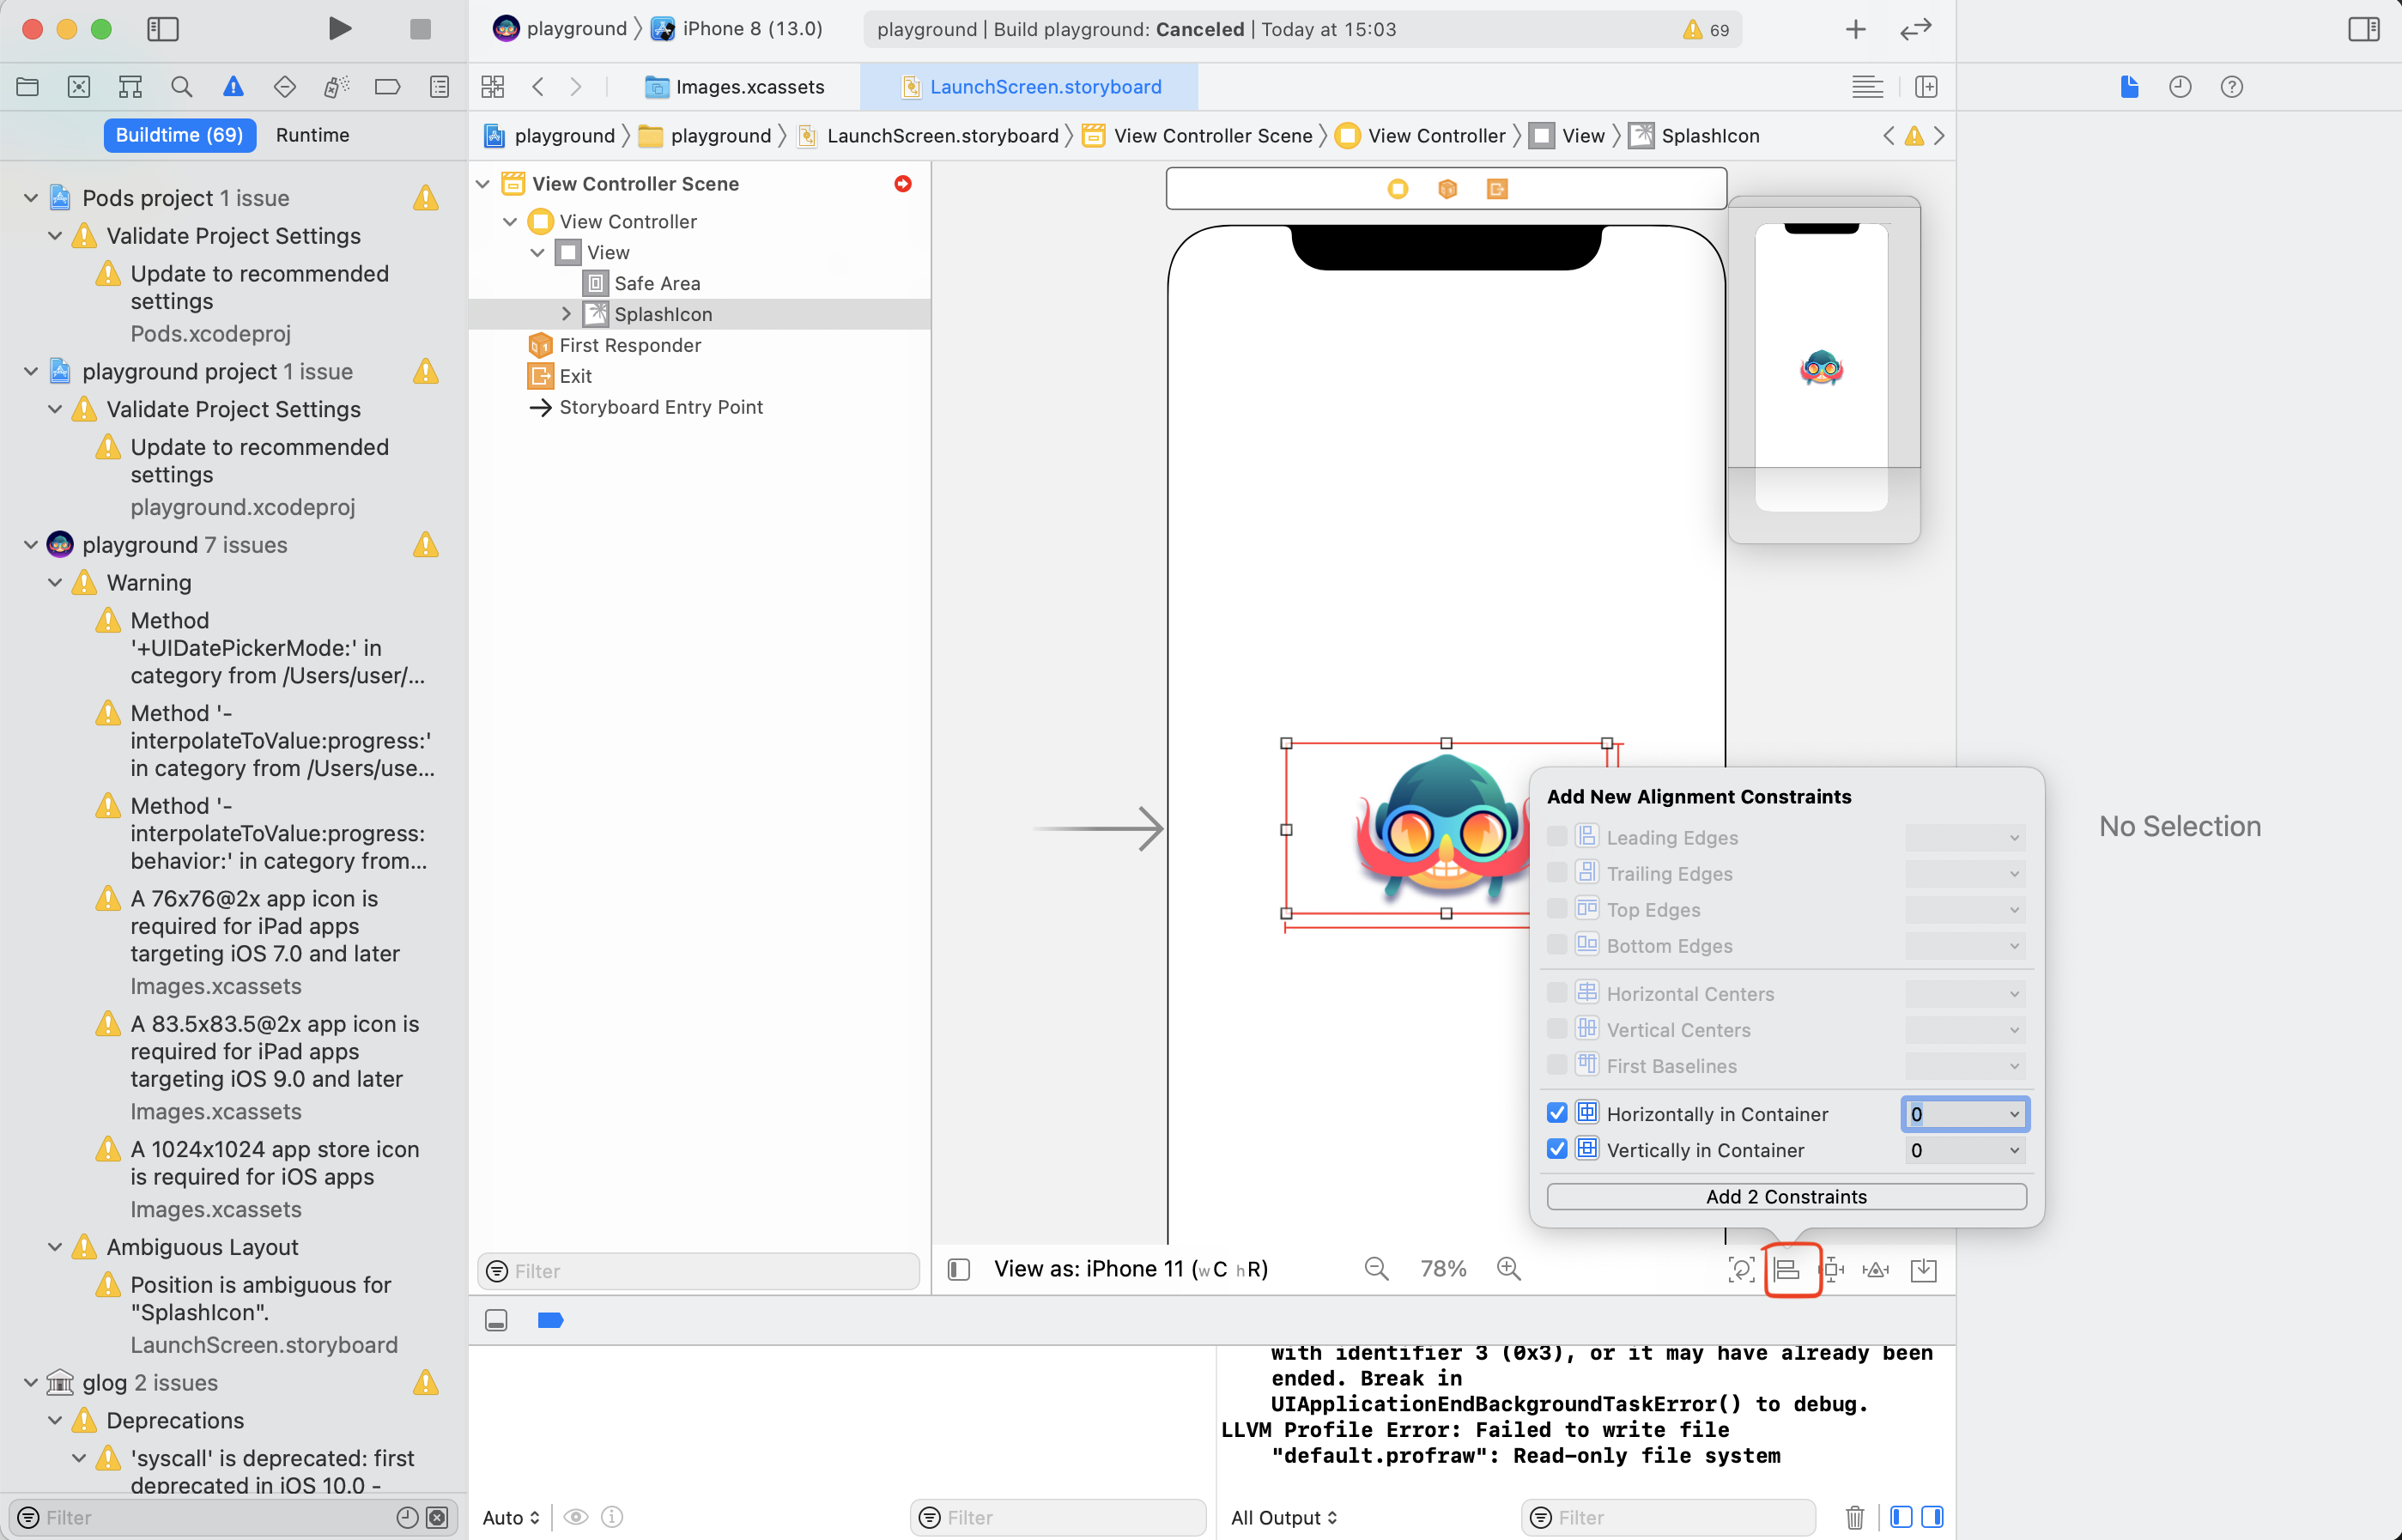 playground
iPhone 8 (13.0)
playground | Build playground: Canceled | Today at 15:03
69
Images.xcassets
LaunchScreen.storyboard
Buildtime (69)
Runtime
playground
playground
LaunchScreen.storyboard
View Controller Scene
View Controller
View
SplashIcon
Pods project 1 issue
Validate Project Settings
Update to recommended
settings
Pods.xcodeproj
playground project 1 issue
Validate Project Settings
Update to recommended
settings
playground.xcodeproj
playground 7 issues
Warning
Method
'+UIDatePickerMode:' in
category from /Users/user/...
Method '-
interpolateToValue:progress:'
in category from /Users/use...
Method '-
interpolateToValue:progress:
behavior:' in category from...
A 76x76@2x app icon is
required for iPad apps
targeting iOS 7.0 and later
Images.xcassets
A 83.5x83.5@2x app icon is
required for iPad apps
targeting iOS 9.0 and later
Images.xcassets
A 1024x1024 app store icon
is required for iOS apps
Images.xcassets
Ambiguous Layout
Position is ambiguous for
"SplashIcon".
LaunchScreen.storyboard
glog 2 issues
Deprecations
'syscall' is deprecated: first
deprecated in iOS 10.0 -
Filter
View Controller Scene
View Controller
View
Safe Area
SplashIcon
First Responder
Exit
Storyboard Entry Point
Filter
Add New Alignment Constraints
Leading Edges
Trailing Edges
Top Edges
Bottom Edges
Horizontal Centers
Vertical Centers
First Baselines
Horizontally in Container 0
Vertically in Container 0
Add 2 Constraints
No Selection
View as: iPhone 11 (wC hR)
78%
with identifier 3 (0x3), or it may have already been
ended. Break in
UIApplicationEndBackgroundTaskError() to debug.
LLVM Profile Error: Failed to write file
"default.profraw": Read-only file system
Auto
Filter
All Output
Filter